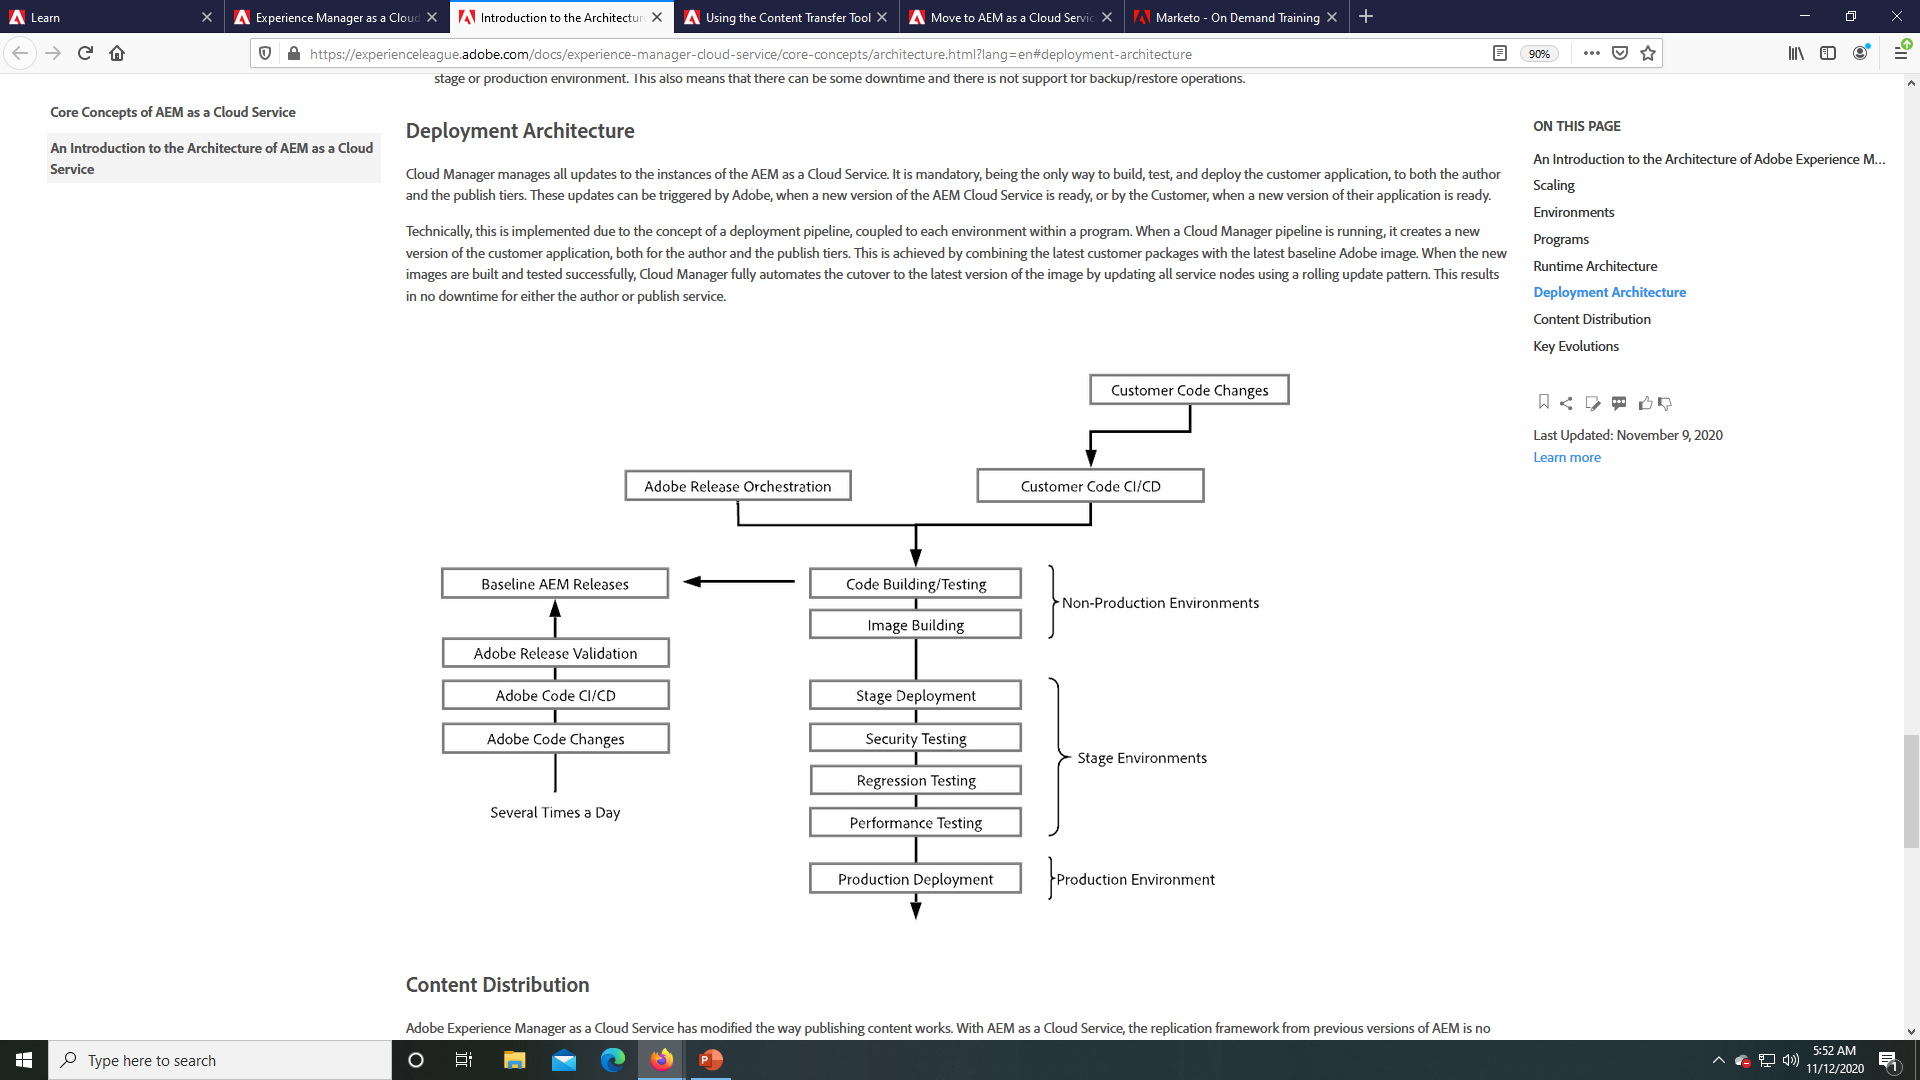 Learn
Experience Manager as a Cloud
Introduction to the Architectur
Using the Content Transfer Tool
Move to AEM as a Cloud Servic
Marketo - On Demand Training
https://experienceleague.adobe.com/docs/experience-manager-cloud-service/core-concepts/architecture.html?lang=en#deployment-architecture
90%
stage or production environment. This also means that there can be some downtime and there is not support for backup/restore operations.
Core Concepts of AEM as a Cloud Service
An Introduction to the Architecture of AEM as a Cloud
Service
Deployment Architecture
Cloud Manager manages all updates to the instances of the AEM as a Cloud Service. It is mandatory, being the only way to build, test, and deploy the customer application, to both the author
and the publish tiers. These updates can be triggered by Adobe, when a new version of the AEM Cloud Service is ready, or by the Customer, when a new version of their application is ready.
Technically, this is implemented due to the concept of a deployment pipeline, coupled to each environment within a program. When a Cloud Manager pipeline is running, it creates a new
version of the customer application, both for the author and the publish tiers. This is achieved by combining the latest customer packages with the latest baseline Adobe image. When the new
images are built and tested successfully, Cloud Manager fully automates the cutover to the latest version of the image by updating all service nodes using a rolling update pattern. This results
in no downtime for either the author or publish service.
Customer Code Changes
Adobe Release Orchestration
Customer Code CI/CD
Baseline AEM Releases
Code Building/Testing
Non-Production Environments
Image Building
Adobe Release Validation
Adobe Code CI/CD
Stage Deployment
Adobe Code Changes
Security Testing
Stage Environments
Regression Testing
Several Times a Day
Performance Testing
Production Deployment
Production Environment
Content Distribution
Adobe Experience Manager as a Cloud Service has modified the way publishing content works. With AEM as a Cloud Service, the replication framework from previous versions of AEM is no
ON THIS PAGE
An Introduction to the Architecture of Adobe Experience M...
Scaling
Environments
Programs
Runtime Architecture
Deployment Architecture
Content Distribution
Key Evolutions
Last Updated: November 9, 2020
Learn more
Type here to search
5:52 AM
11/12/2020
1